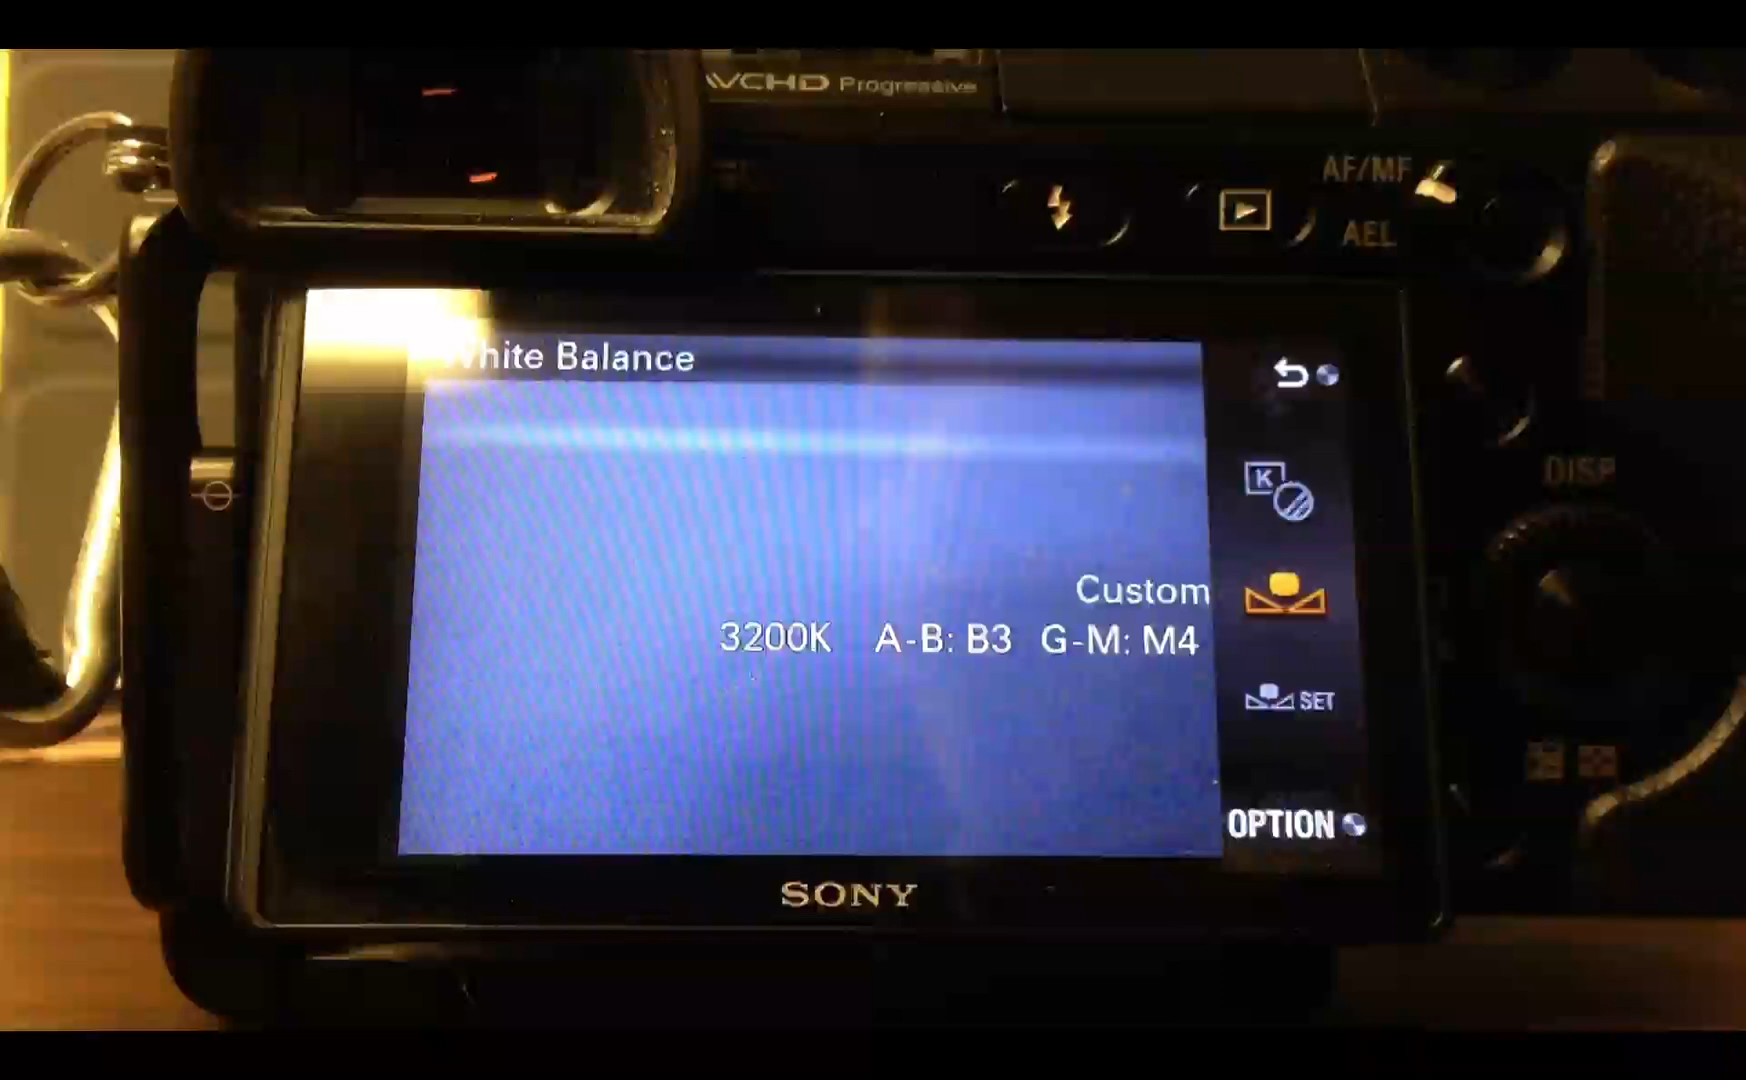 AVCHD Progressive
AF/MF
AEL
White Balance
DISP
K
Custom
3200K A-B: B3 G-M: M4
SET
OPTION
SONY